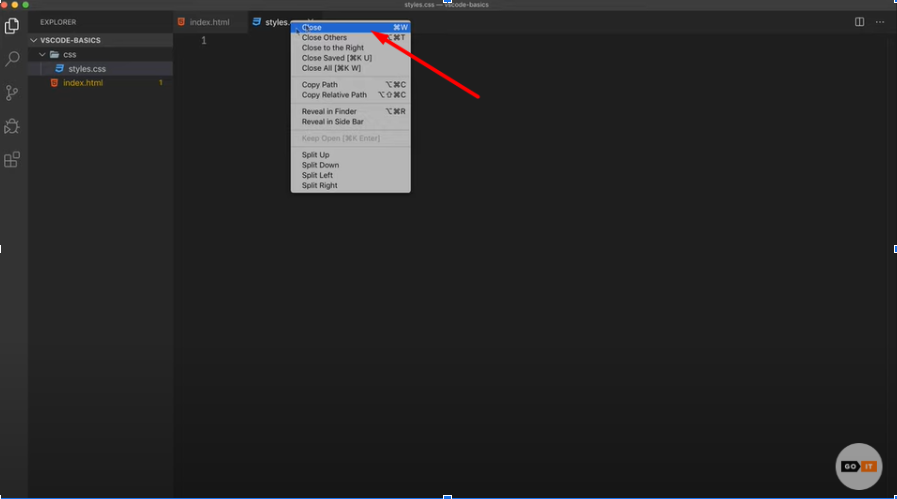 styles.css — vscode-basics
EXPLORER
index.html
styles.
VSCODE-BASICS
css
styles.css
index.html 1
1
Close ⌘W
Close Others ⌥⌘T
Close to the Right
Close Saved [⌘K U]
Close All [⌘K W]
Copy Path ⌥⌘C
Copy Relative Path ⌥⇧⌘C
Reveal in Finder ⌥⌘R
Reveal in Side Bar
Keep Open [⌘K Enter]
Split Up
Split Down
Split Left
Split Right
GO IT